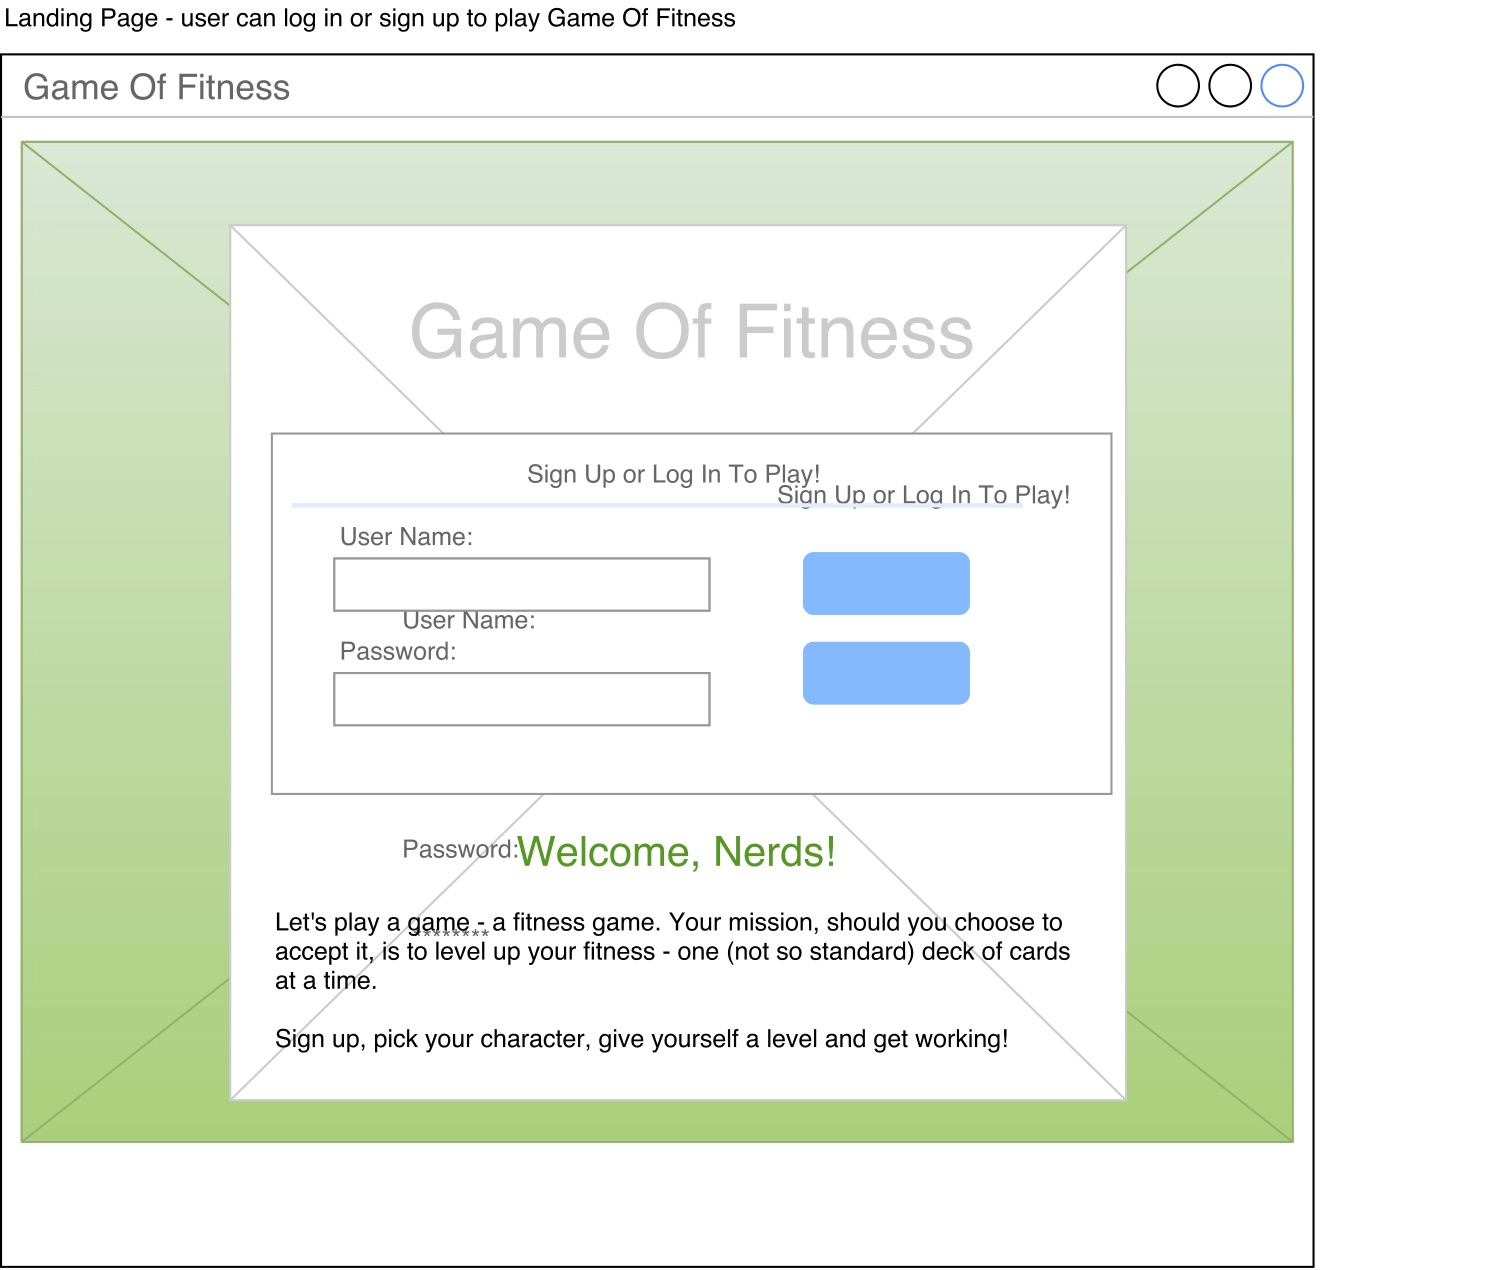 Landing Page - user can log in or sign up to play Game Of Fitness
Game Of Fitness
Game Of Fitness
Sign Up or Log In To Play!
Sign Up or Log In To Play!
User Name:
User Name:
Password:
Password:
Welcome, Nerds!
Let's play a game - a fitness game. Your mission, should you choose to
********
accept it, is to level up your fitness - one (not so standard) deck of cards
at a time.
Sign up, pick your character, give yourself a level and get working!